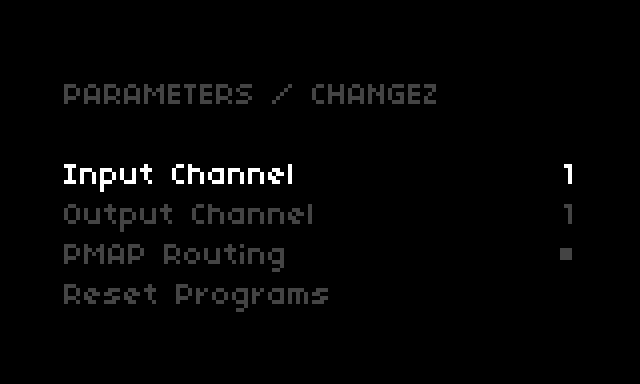 PARAMETERS / CHANGEZ
Input Channel 1
Output Channel 1
PMAP Routing
Reset Programs